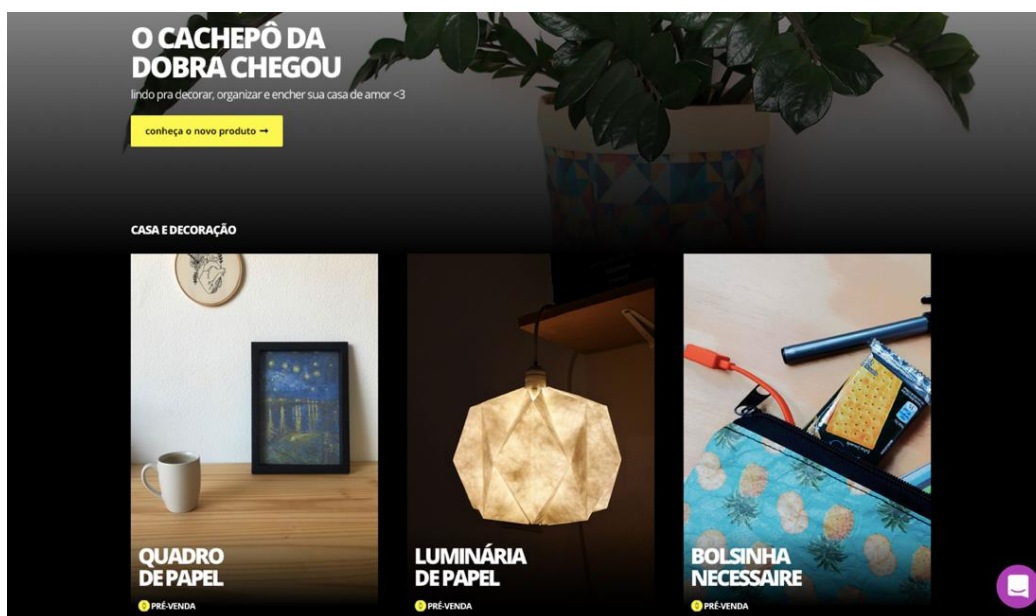 O CACHEPÔ DA
DOBRA CHEGOU
lindo pra decorar, organizar e encher sua casa de amor <3
conheça o novo produto →
CASA E DECORAÇÃO
QUADRO
DE PAPEL
PRÉ-VENDA
LUMINÁRIA
DE PAPEL
PRÉ-VENDA
BOLSINHA
NECESSAIRE
PRÉ-VENDA